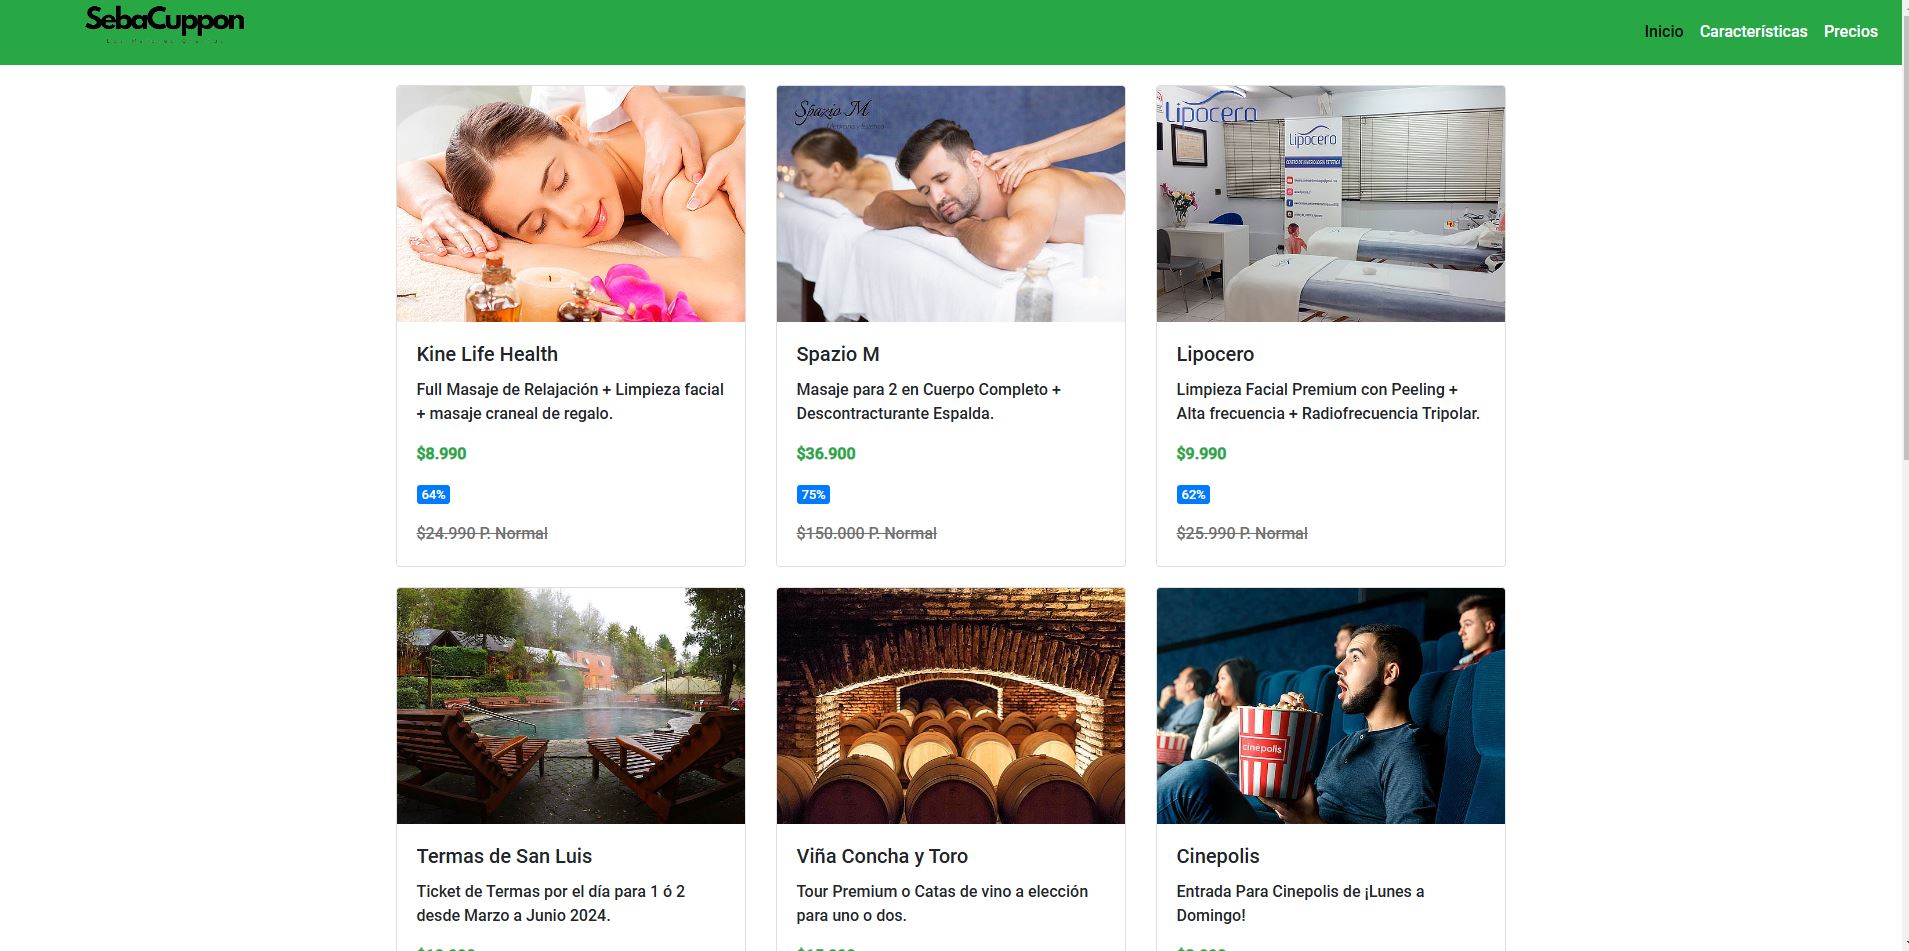 SebaCuppon
Inicio Características Precios
Spazio M
Lipocero
Lipocero
Kine Life Health
Full Masaje de Relajación + Limpieza facial
+ masaje craneal de regalo.
$8.990
64%
$24.990 P. Normal
Spazio M
Masaje para 2 en Cuerpo Completo +
Descontracturante Espalda.
$36.900
75%
$150.000 P. Normal
Lipocero
Limpieza Facial Premium con Peeling +
Alta frecuencia + Radiofrecuencia Tripolar.
$9.990
62%
$25.990 P. Normal
cinepolis
cinepolis
Termas de San Luis
Ticket de Termas por el día para 1 ó 2
desde Marzo a Junio 2024.
Viña Concha y Toro
Tour Premium o Catas de vino a elección
para uno o dos.
Cinepolis
Entrada Para Cinepolis de ¡Lunes a
Domingo!